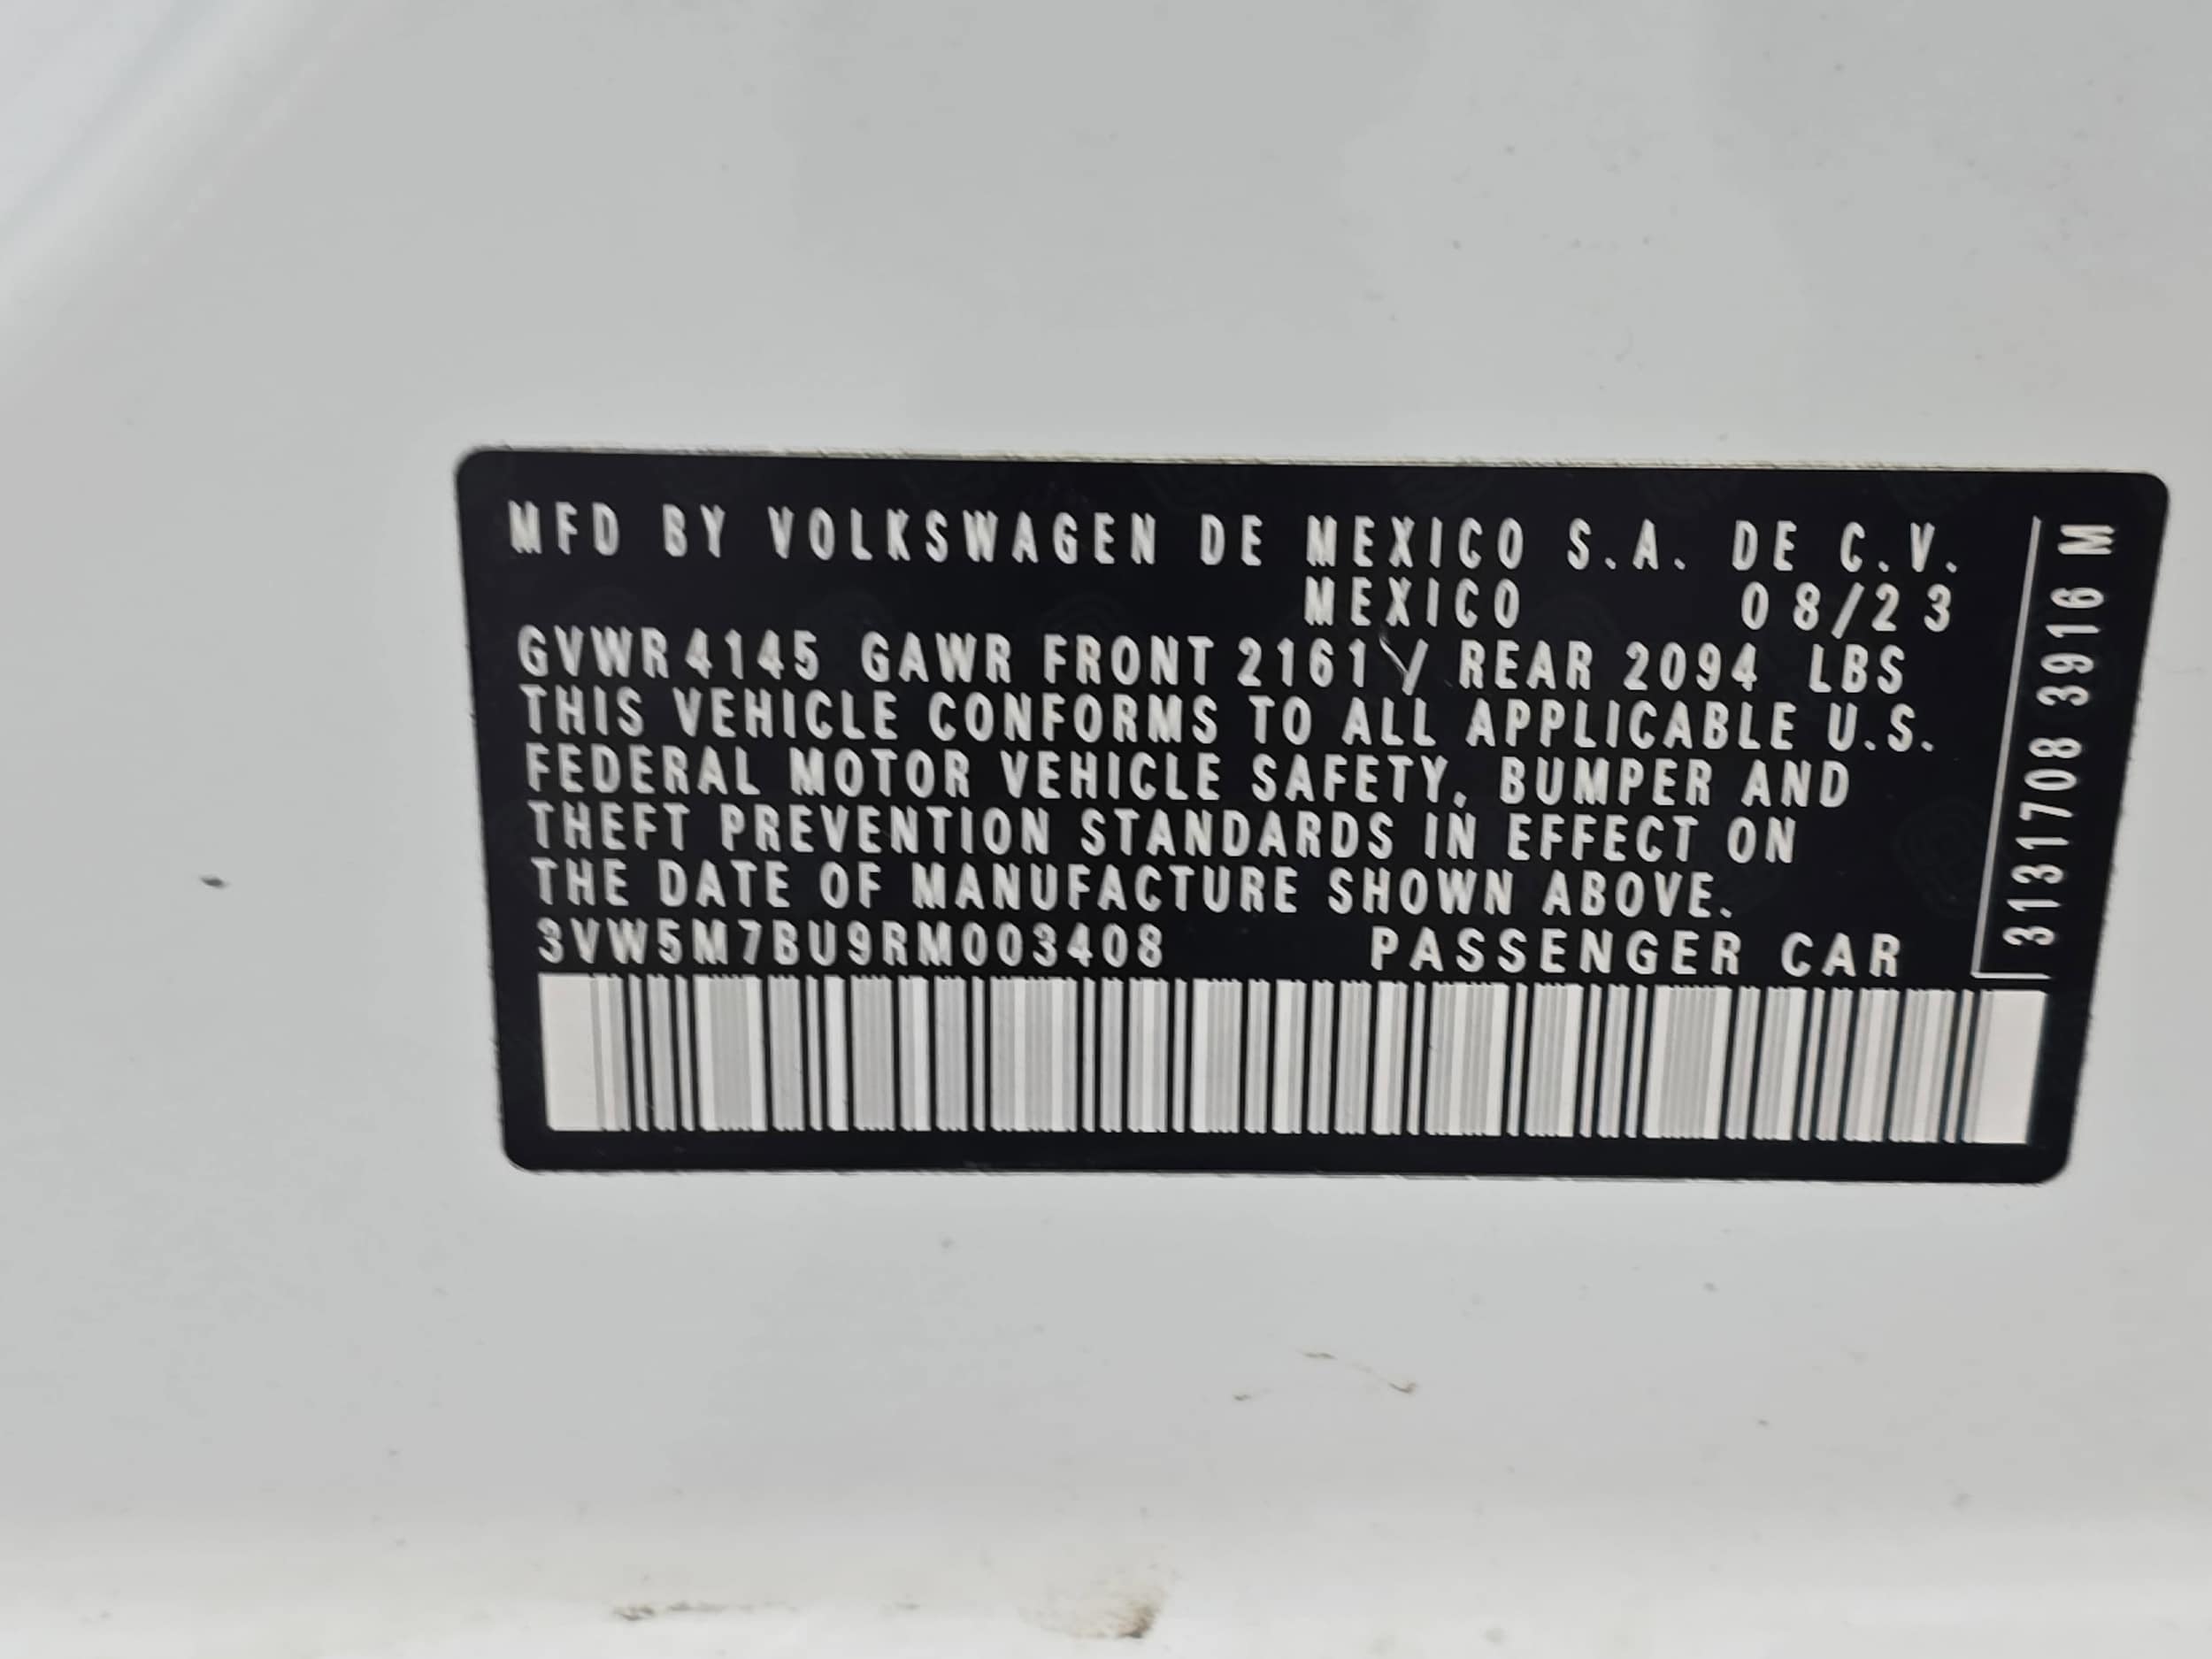 MFD BY VOLKSWAGEN DE MEXICO S.A. DE C.V.
MEXICO 08/23
GVWR 4145 GAWR FRONT 2161 / REAR 2094 LBS
THIS VEHICLE CONFORMS TO ALL APPLICABLE U.S.
FEDERAL MOTOR VEHICLE SAFETY, BUMPER AND
THEFT PREVENTION STANDARDS IN EFFECT ON
THE DATE OF MANUFACTURE SHOWN ABOVE.
3VW5M7BU9RM003408 PASSENGER CAR
3131708 3916 M